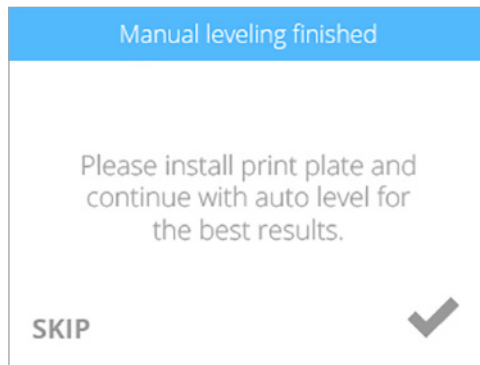 Manual leveling finished
Please install print plate and
continue with auto level for
the best results.
SKIP